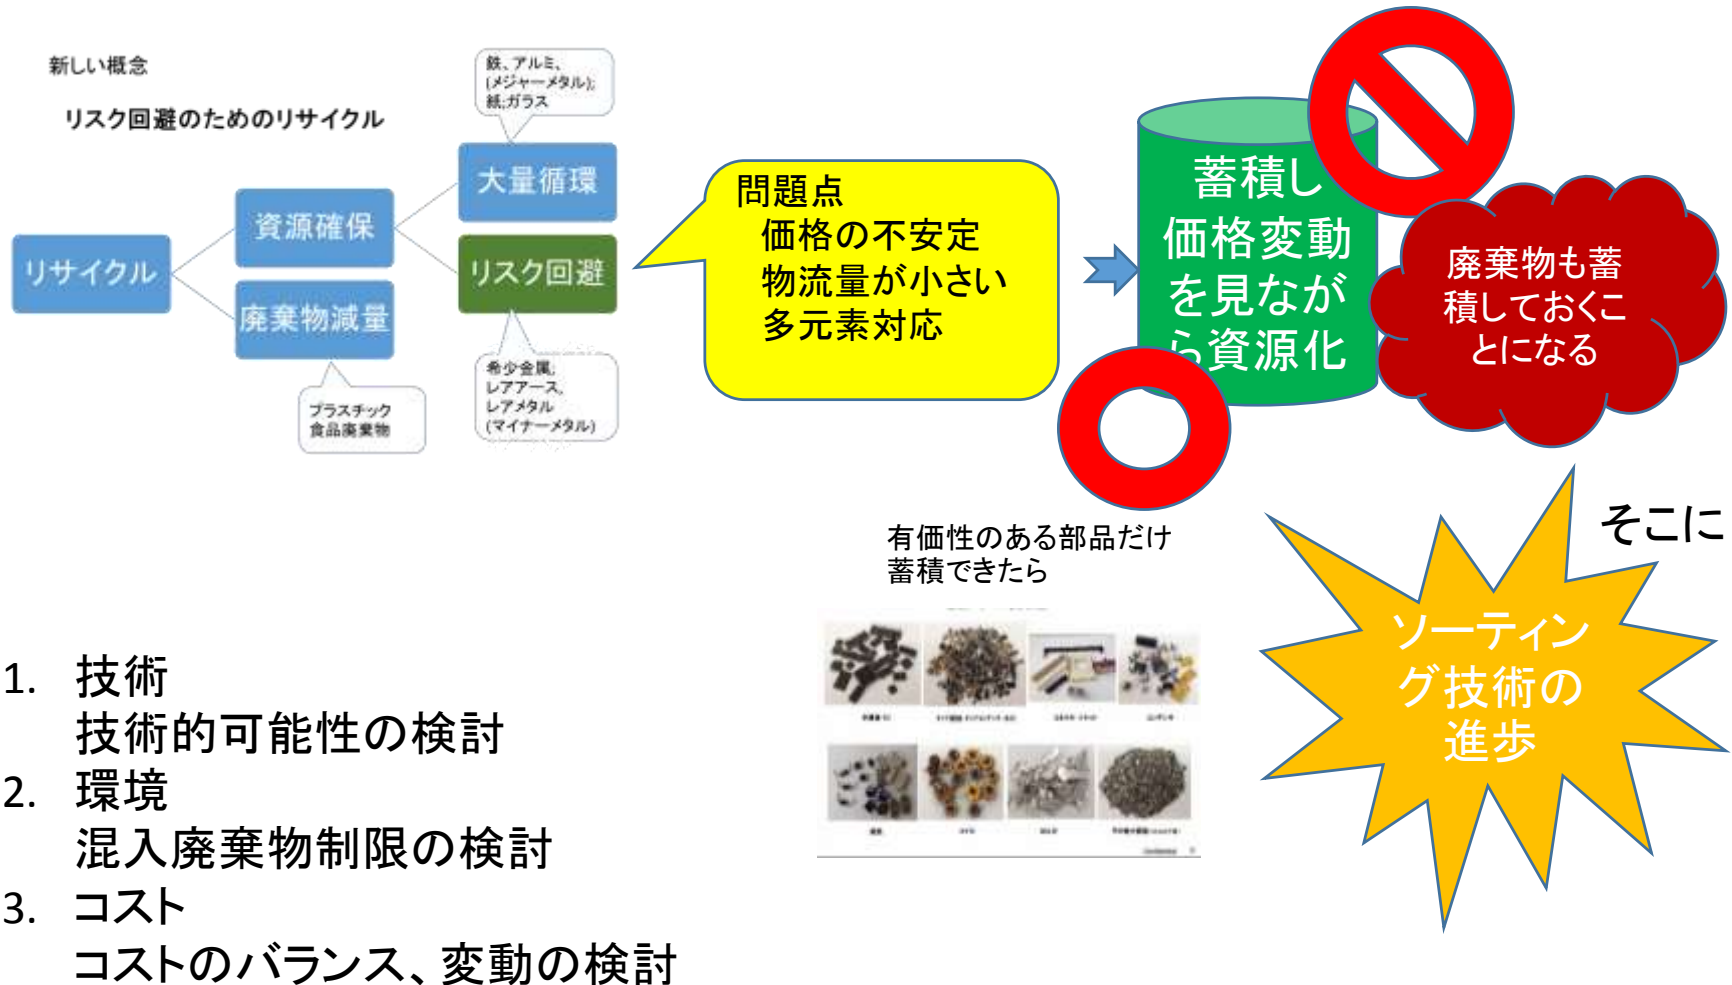 新しい概念
リスク回避のためのリサイクル
リサイクル
資源確保
廃棄物減量
大量循環
リスク回避
鉄、アルミ、
(メジャーメタル);
紙;ガラス
プラスチック
食品廃棄物
希少金属;
レアアース、
レアメタル
(マイナーメタル)
問題点
価格の不安定
物流量が小さい
多元素対応
蓄積し
価格変動
を見なが
ら資源化
廃棄物も蓄
積しておくこ
とになる
有価性のある部品だけ
蓄積できたら
そこに
ソーティン
グ技術の
進歩
1. 技術
技術的可能性の検討
2. 環境
混入廃棄物制限の検討
3. コスト
コストのバランス、変動の検討